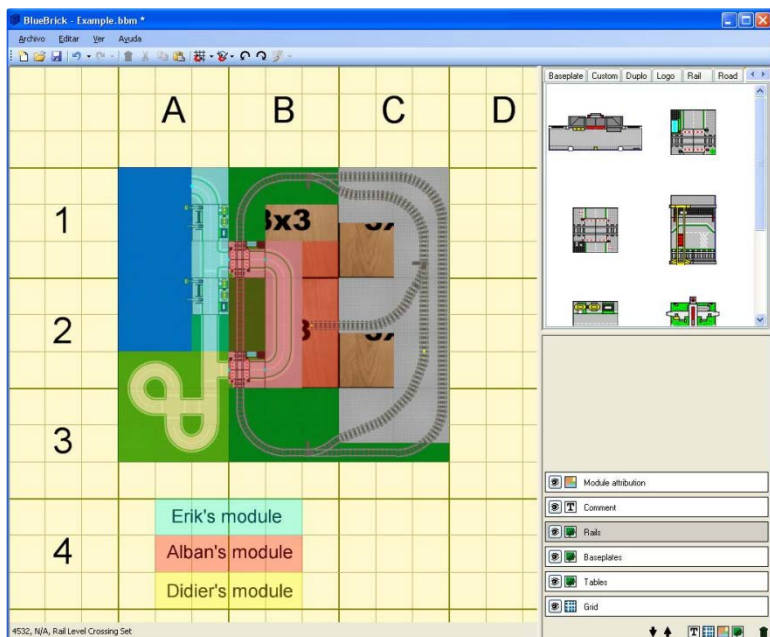 BlueBrick - Example.bbm *
Archivo Editar Ver Ayuda
Baseplate Custom Duplo Logo Rail Road
A B C D
1
3x3
2
3
Erik's module
4
Alban's module
Didier's module
Module attribution
Comment
Rails
Baseplates
Tables
Grid
4532, N/A, Rail Level Crossing Set